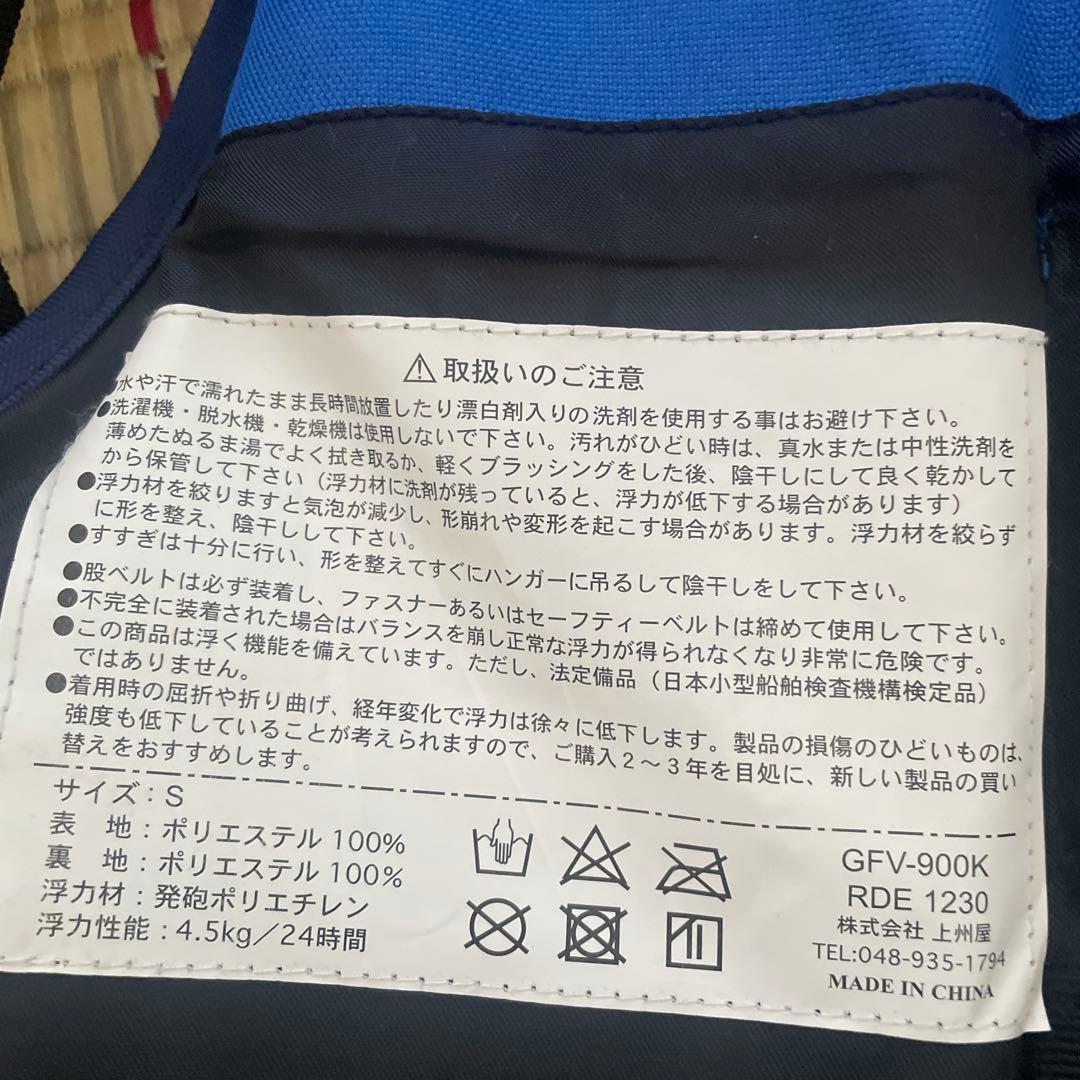 ⚠取扱いのご注意
●水や汗で濡れたまま長時間放置したり漂白剤入りの洗剤を使用する事はお避け下さい。
●洗濯機・脱水機・乾燥機は使用しないで下さい。汚れがひどい時は、真水または中性洗剤を
薄めたぬるま湯でよく拭き取るか、軽くブラッシングをした後、陰干しにして良く乾かして
から保管して下さい（浮力材に洗剤が残っていると、浮力が低下する場合があります）
●浮力材を絞りますと気泡が減少し、形崩れや変形を起こす場合があります。浮力材を絞らず
に形を整え、陰干しして下さい。
●すすぎは十分に行い、形を整えてすぐにハンガーに吊るして陰干しをして下さい。
●股ベルトは必ず装着し、ファスナーあるいはセーフティーベルトは締めて使用して下さい。
●不完全に装着された場合はバランスを崩し正常な浮力が得られなくなり非常に危険です。
●この商品は浮く機能を備えています。ただし、法定備品（日本小型船舶検査機構検定品）
ではありません。
●着用時の屈折や折り曲げ、経年変化で浮力は徐々に低下します。製品の損傷のひどいものは、
強度も低下していることが考えられますので、ご購入2～3年を目処に、新しい製品の買い
替えをおすすめします。
サイズ：S
表 地：ポリエステル 100%
裏 地：ポリエステル 100%
浮力材：発砲ポリエチレン
浮力性能：4.5kg／24時間
GFV-900K
RDE 1230
株式会社 上州屋
TEL:048-935-1794
MADE IN CHINA